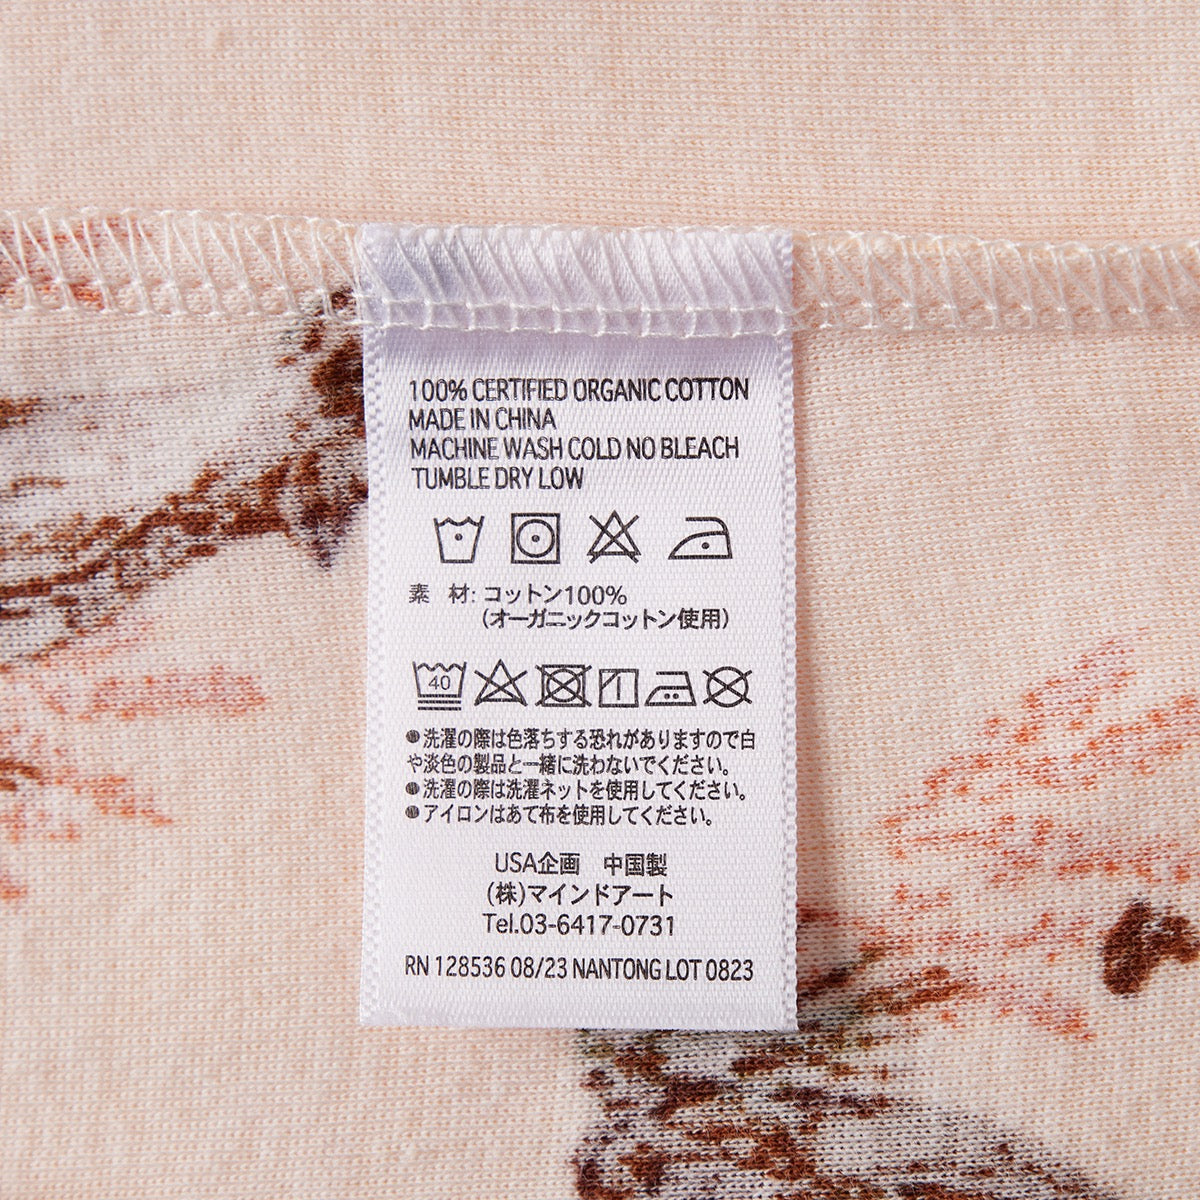 100% CERTIFIED ORGANIC COTTON
MADE IN CHINA
MACHINE WASH COLD NO BLEACH
TUMBLE DRY LOW
素 材: コットン100%
(オーガニックコットン使用)
40
●洗濯の際は色落ちする恐れがありますので白
や淡色の製品と一緒に洗わないでください。
●洗濯の際は洗濯ネットを使用してください。
●アイロンはあて布を使用してください。
USA企画 中国製
(株)マインドアート
Tel.03-6417-0731
RN 128536 08/23 NANTONG LOT 0823